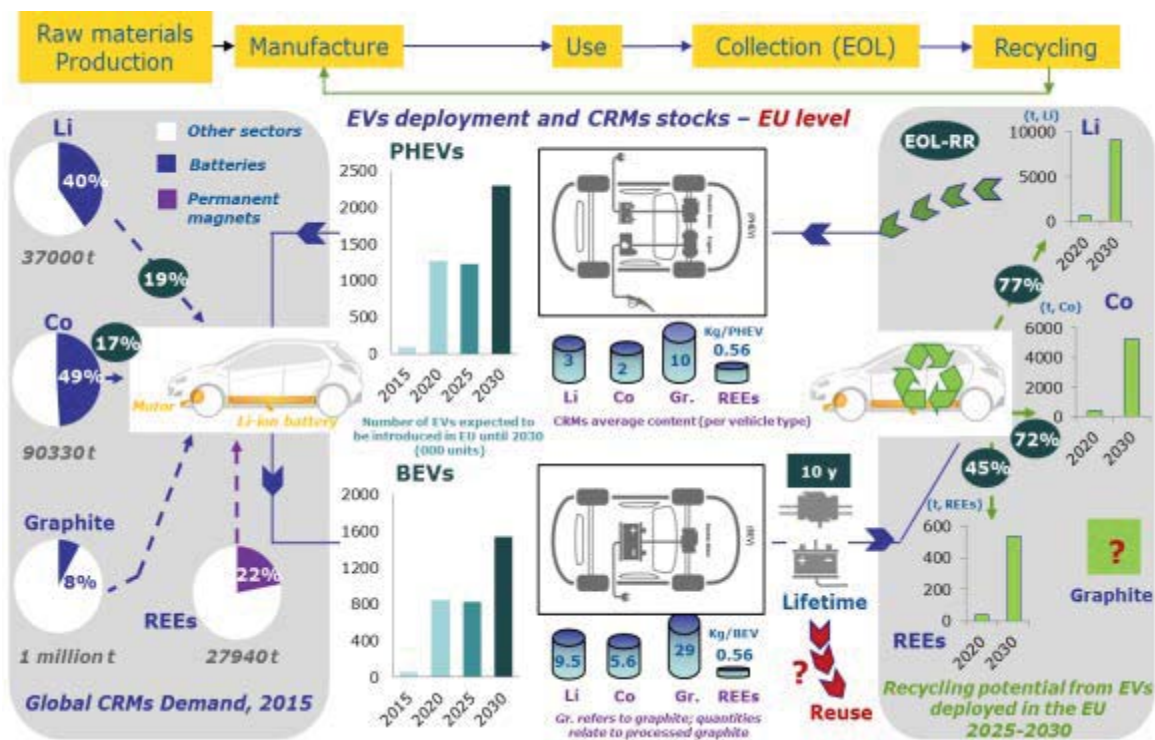 Raw materials
Production
Manufacture
Use
Collection (EOL)
Recycling
Li
40%
37000 t
19%
Co
49%
17%
90330 t
Graphite
8%
1 million t
REEs
22%
27940 t
Other sectors
Batteries
Permanent
magnets
Motor
Li-ion battery
Global CRMs Demand, 2015
EVs deployment and CRMs stocks – EU level
PHEVs
2500
2000
1500
1000
500
0
2015
2020
2025
2030
Number of EVs expected to
be introduced in EU until 2030
(000 units)
(PHEV)
Kg/PHEV
3
2
10
0.56
Li
Co
Gr.
REEs
CRMs average content (per vehicle type)
BEVs
2000
1600
1200
800
400
0
2015
2020
2025
2030
(BEV)
Kg/BEV
9.5
5.6
29
0.56
Li
Co
Gr.
REEs
Gr. refers to graphite; quantities
relate to processed graphite
10 y
Lifetime
?
Reuse
EOL-RR
(t, Li)
Li
10000
5000
0
2020
2030
77%
(t, Co)
Co
6000
4000
2000
0
2020
2030
72%
45%
(t, REEs)
600
400
200
0
2020
2030
REEs
?
Graphite
Recycling potential from EVs
deployed in the EU
2025-2030